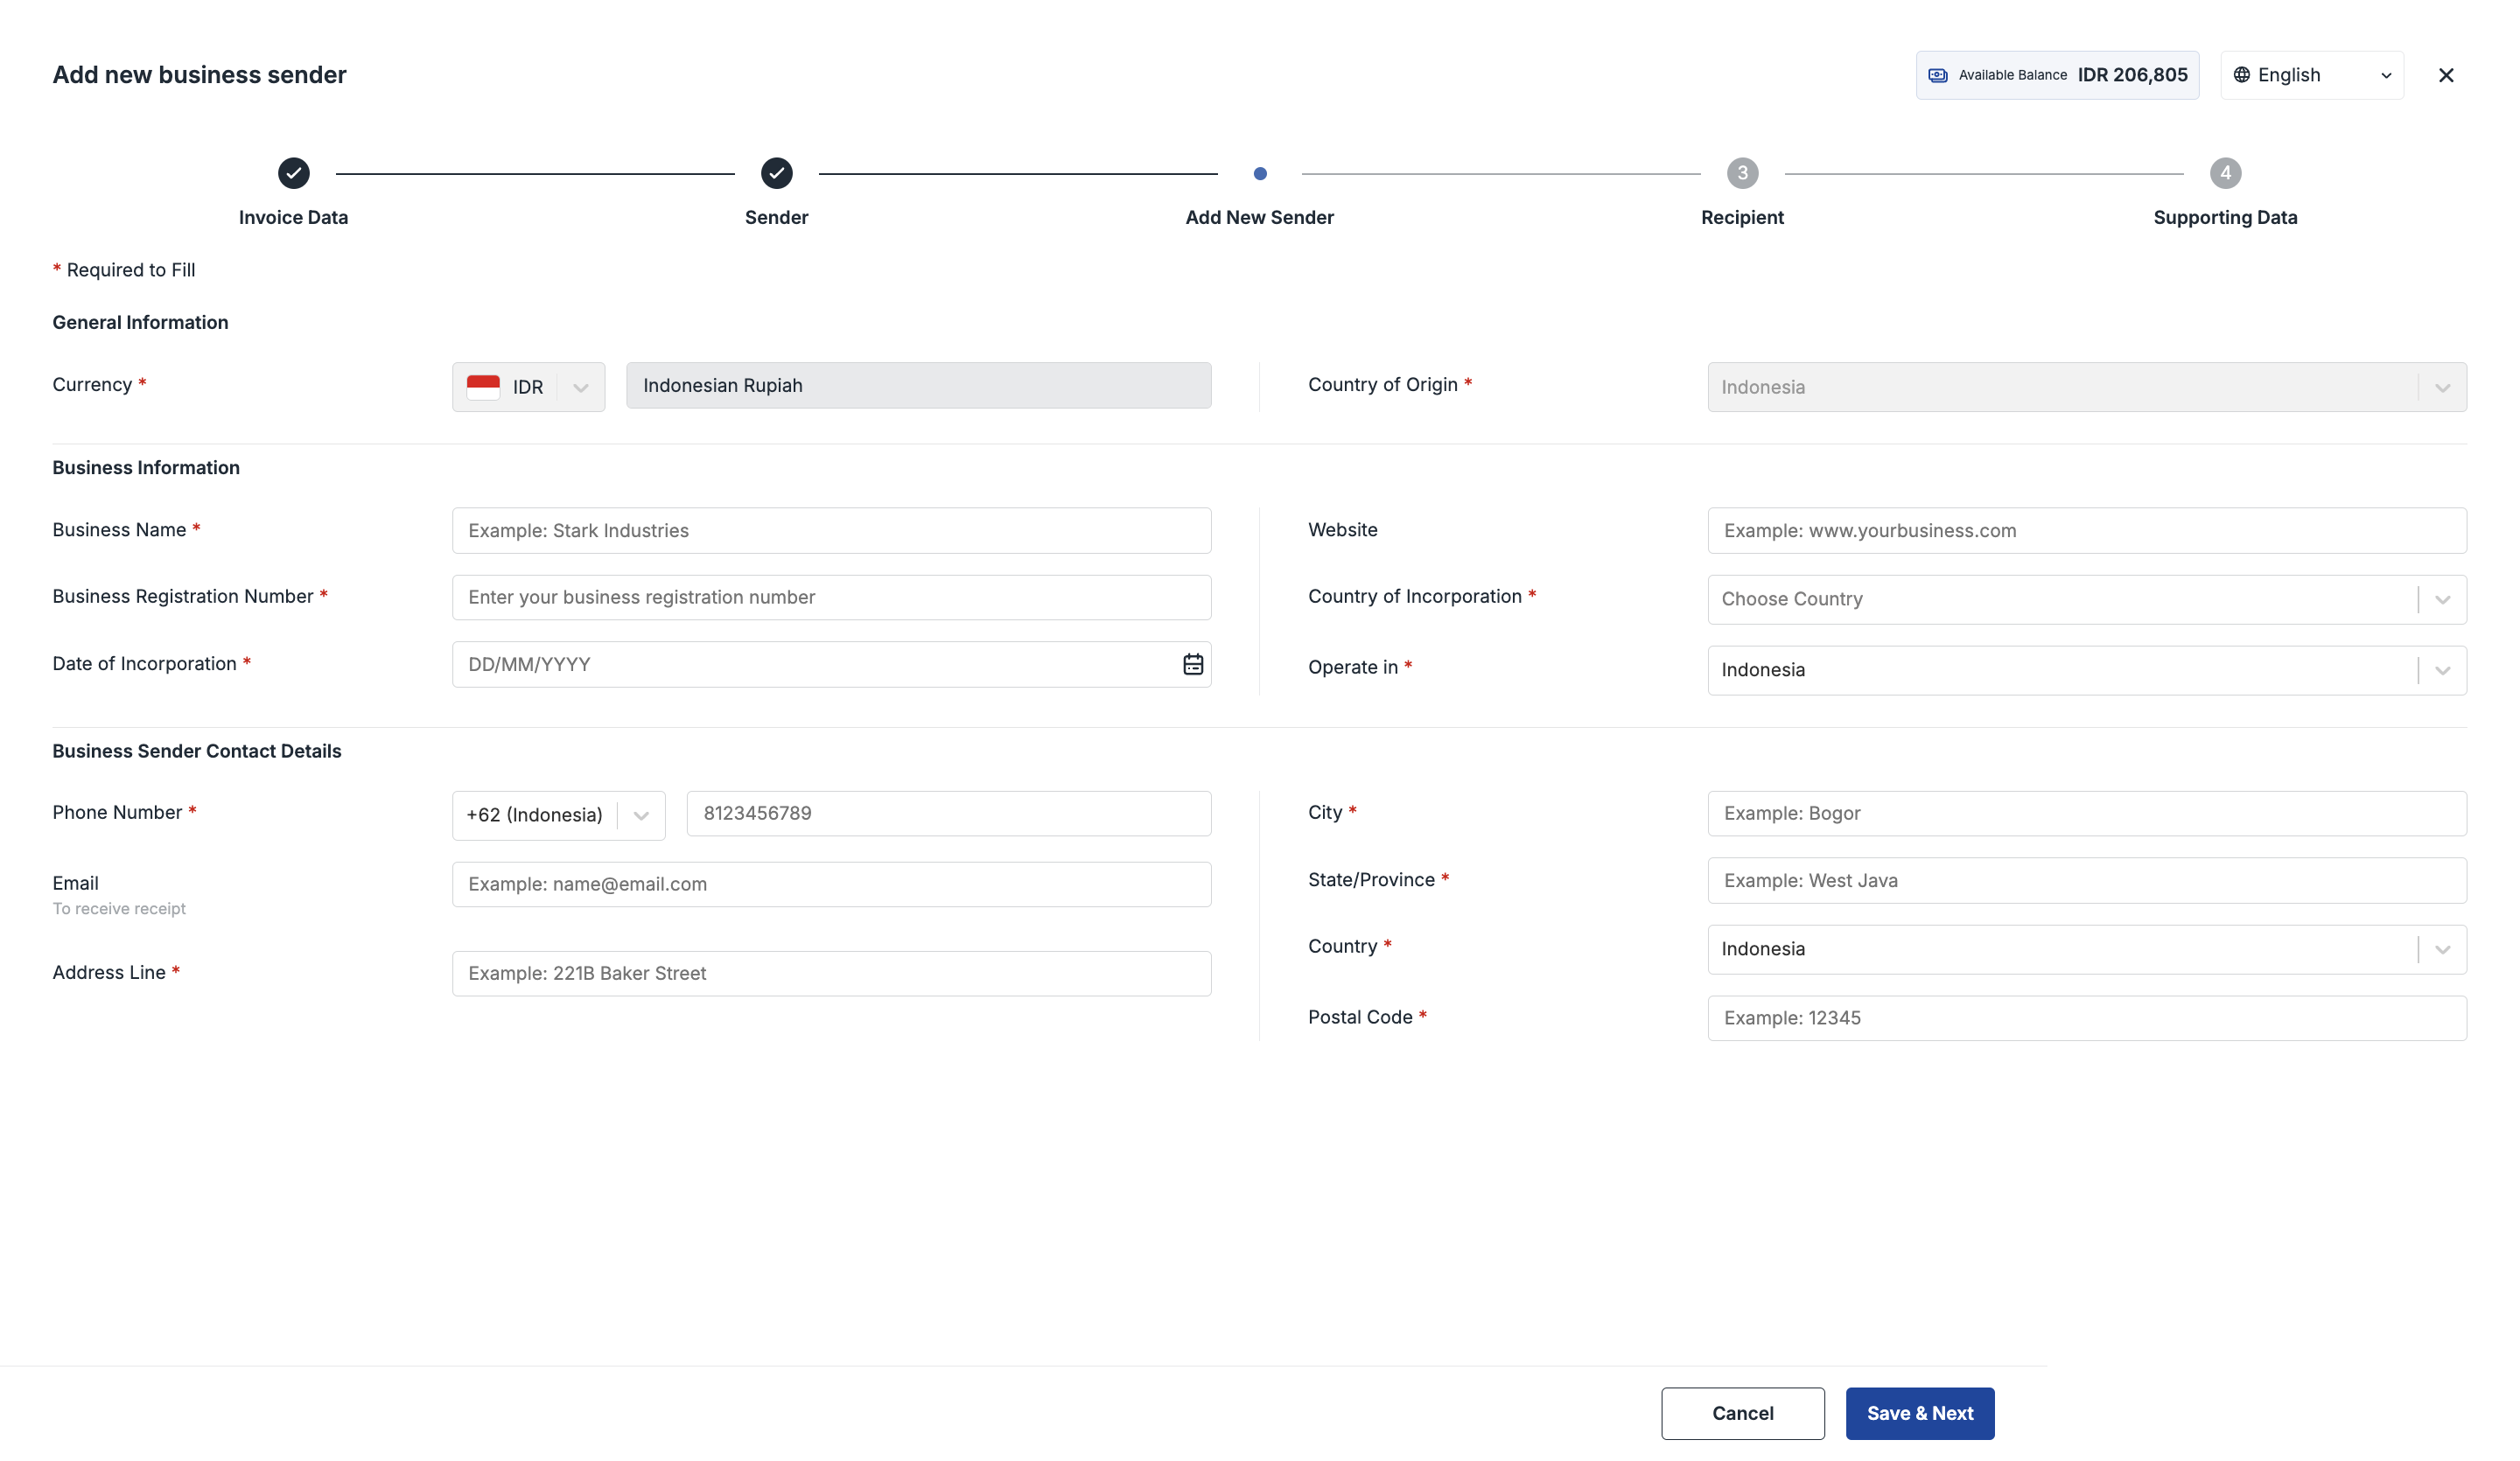 Add new business sender
Available Balance IDR 206,805
English
Invoice Data
Sender
Add New Sender
3
Recipient
4
Supporting Data
* Required to Fill
General Information
Currency *
IDR
Indonesian Rupiah
Country of Origin *
Indonesia
Business Information
Business Name *
Example: Stark Industries
Website
Example: www.yourbusiness.com
Business Registration Number *
Enter your business registration number
Country of Incorporation *
Choose Country
Date of Incorporation *
DD/MM/YYYY
Operate in *
Indonesia
Business Sender Contact Details
Phone Number *
+62 (Indonesia)
8123456789
City *
Example: Bogor
Email
To receive receipt
Example: name@email.com
State/Province *
Example: West Java
Address Line *
Example: 221B Baker Street
Country *
Indonesia
Postal Code *
Example: 12345
Cancel
Save & Next